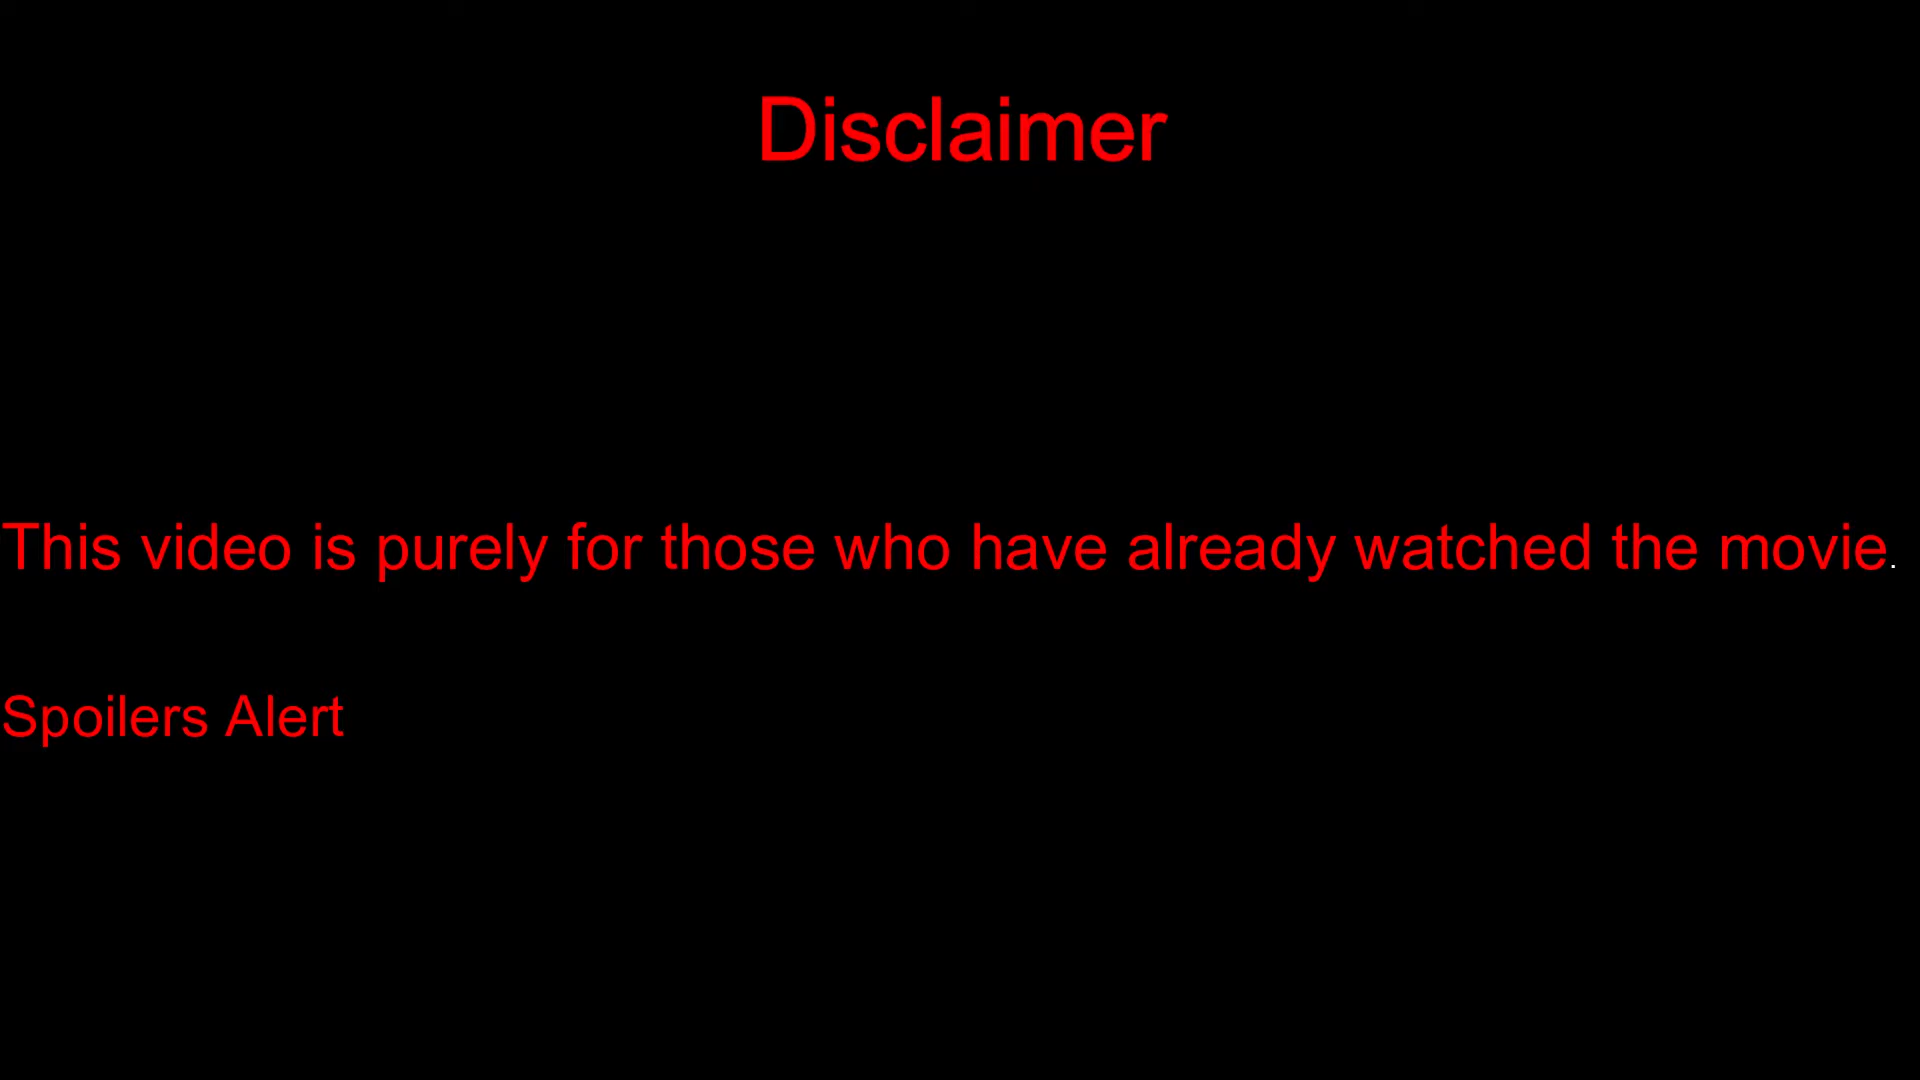 Disclaimer
This video is purely for those who have already watched the movie.
Spoilers Alert